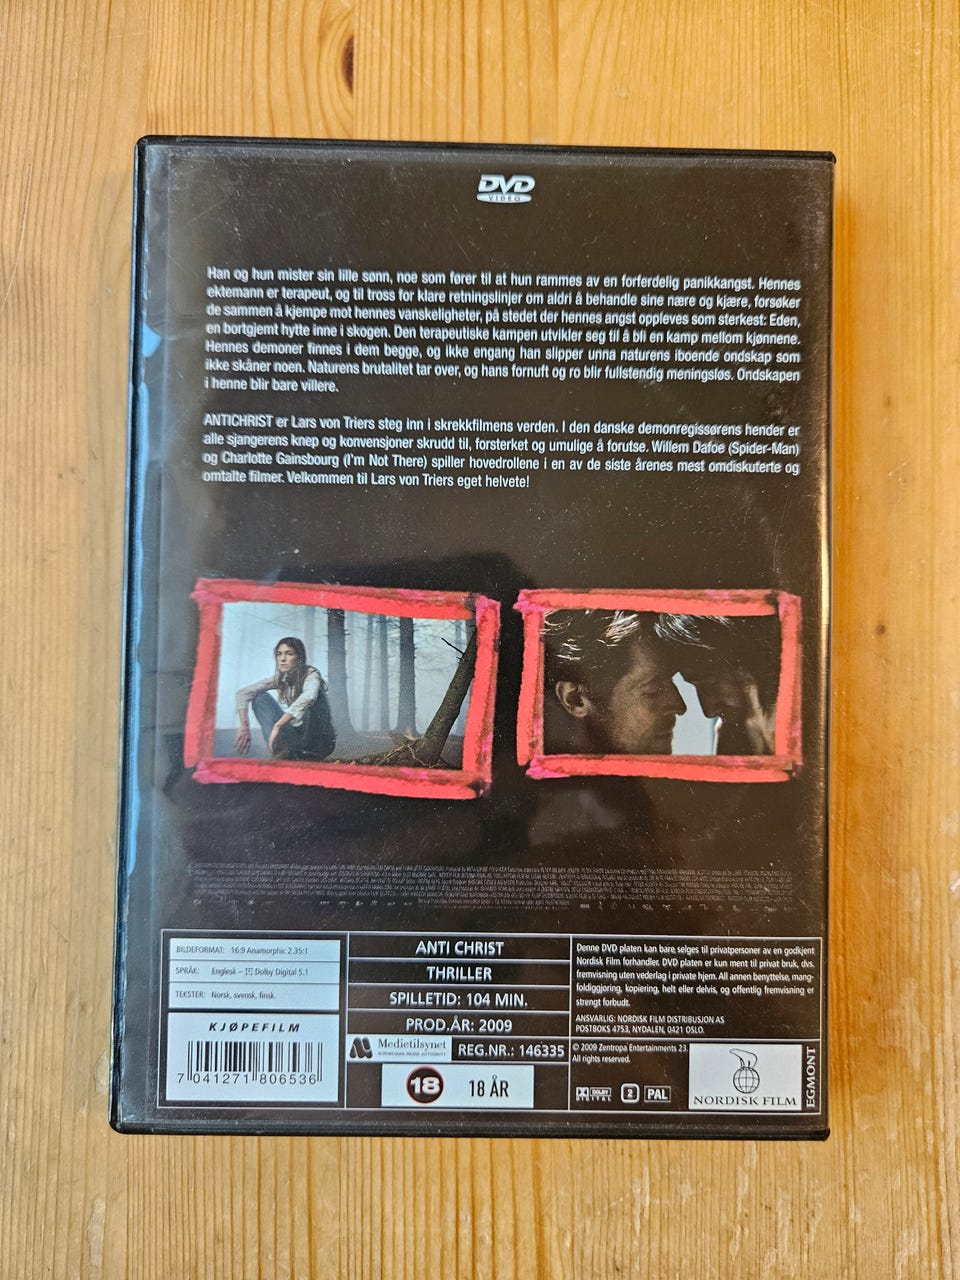 DVD
VIDEO
Han og hun mister sin lille sønn, noe som fører til at hun rammes av en forferdelig panikkangst. Hennes
ektemann er terapeut, og til tross for klare retningslinjer om aldri å behandle sine nære og kjære, forsøker
de sammen å kjempe mot hennes vanskeligheter, på stedet der hennes angst oppleves som sterkest: Eden,
en bortgjemt hytte inne i skogen. Den terapeutiske kampen utvikler seg til å bli en kamp mellom kjønnene.
Hennes demoner finnes i dem begge, og ikke engang han slipper unna naturens iboende ondskap som
ikke skåner noen. Naturens brutalitet tar over, og hans fornuft og ro blir fullstendig meningsløs. Ondskapen
i henne blir bare villere.
ANTICHRIST er Lars von Triers steg inn i skrekkfilmens verden. I den danske demonregissørens hender er
alle sjangerens knep og konvensjoner skrudd til, forsterket og umulige å forutse. Willem Dafoe (Spider-Man)
og Charlotte Gainsbourg (I'm Not There) spiller hovedrollene i en av de siste årenes mest omdiskuterte og
omtalte filmer. Velkommen til Lars von Triers eget helvete!
BILDEFORMAT: 16:9 Anamorphic 2.35:1
SPRÅK: Englesk – Dolby Digital 5.1
TEKSTER: Norsk, svensk, finsk.
KJØPEFILM
7 041271 806536
ANTI CHRIST
THRILLER
SPILLETID: 104 MIN.
PROD.ÅR: 2009
Medietilsynet
NORWEGIAN MEDIA AUTHORITY
REG.NR.: 146335
18
18 ÅR
Denne DVD platen kan bare selges til privatpersoner av en godkjent
Nordisk Film forhandler. DVD platen er kun ment til privat bruk, dvs.
fremvisning uten vederlag i private hjem. All annen benyttelse, mang-
foldiggjøring, kopiering, helt eller delvis, og offentlig fremvisning er
strengt forbudt.
ANSVARLIG: NORDISK FILM DISTRIBUSJON AS
POSTBOKS 4753, NYDALEN, 0421 OSLO.
© 2009 Zentropa Entertainments 23.
All rights reserved.
DOLBY
DIGITAL
2
PAL
NORDISK FILM
EGMONT